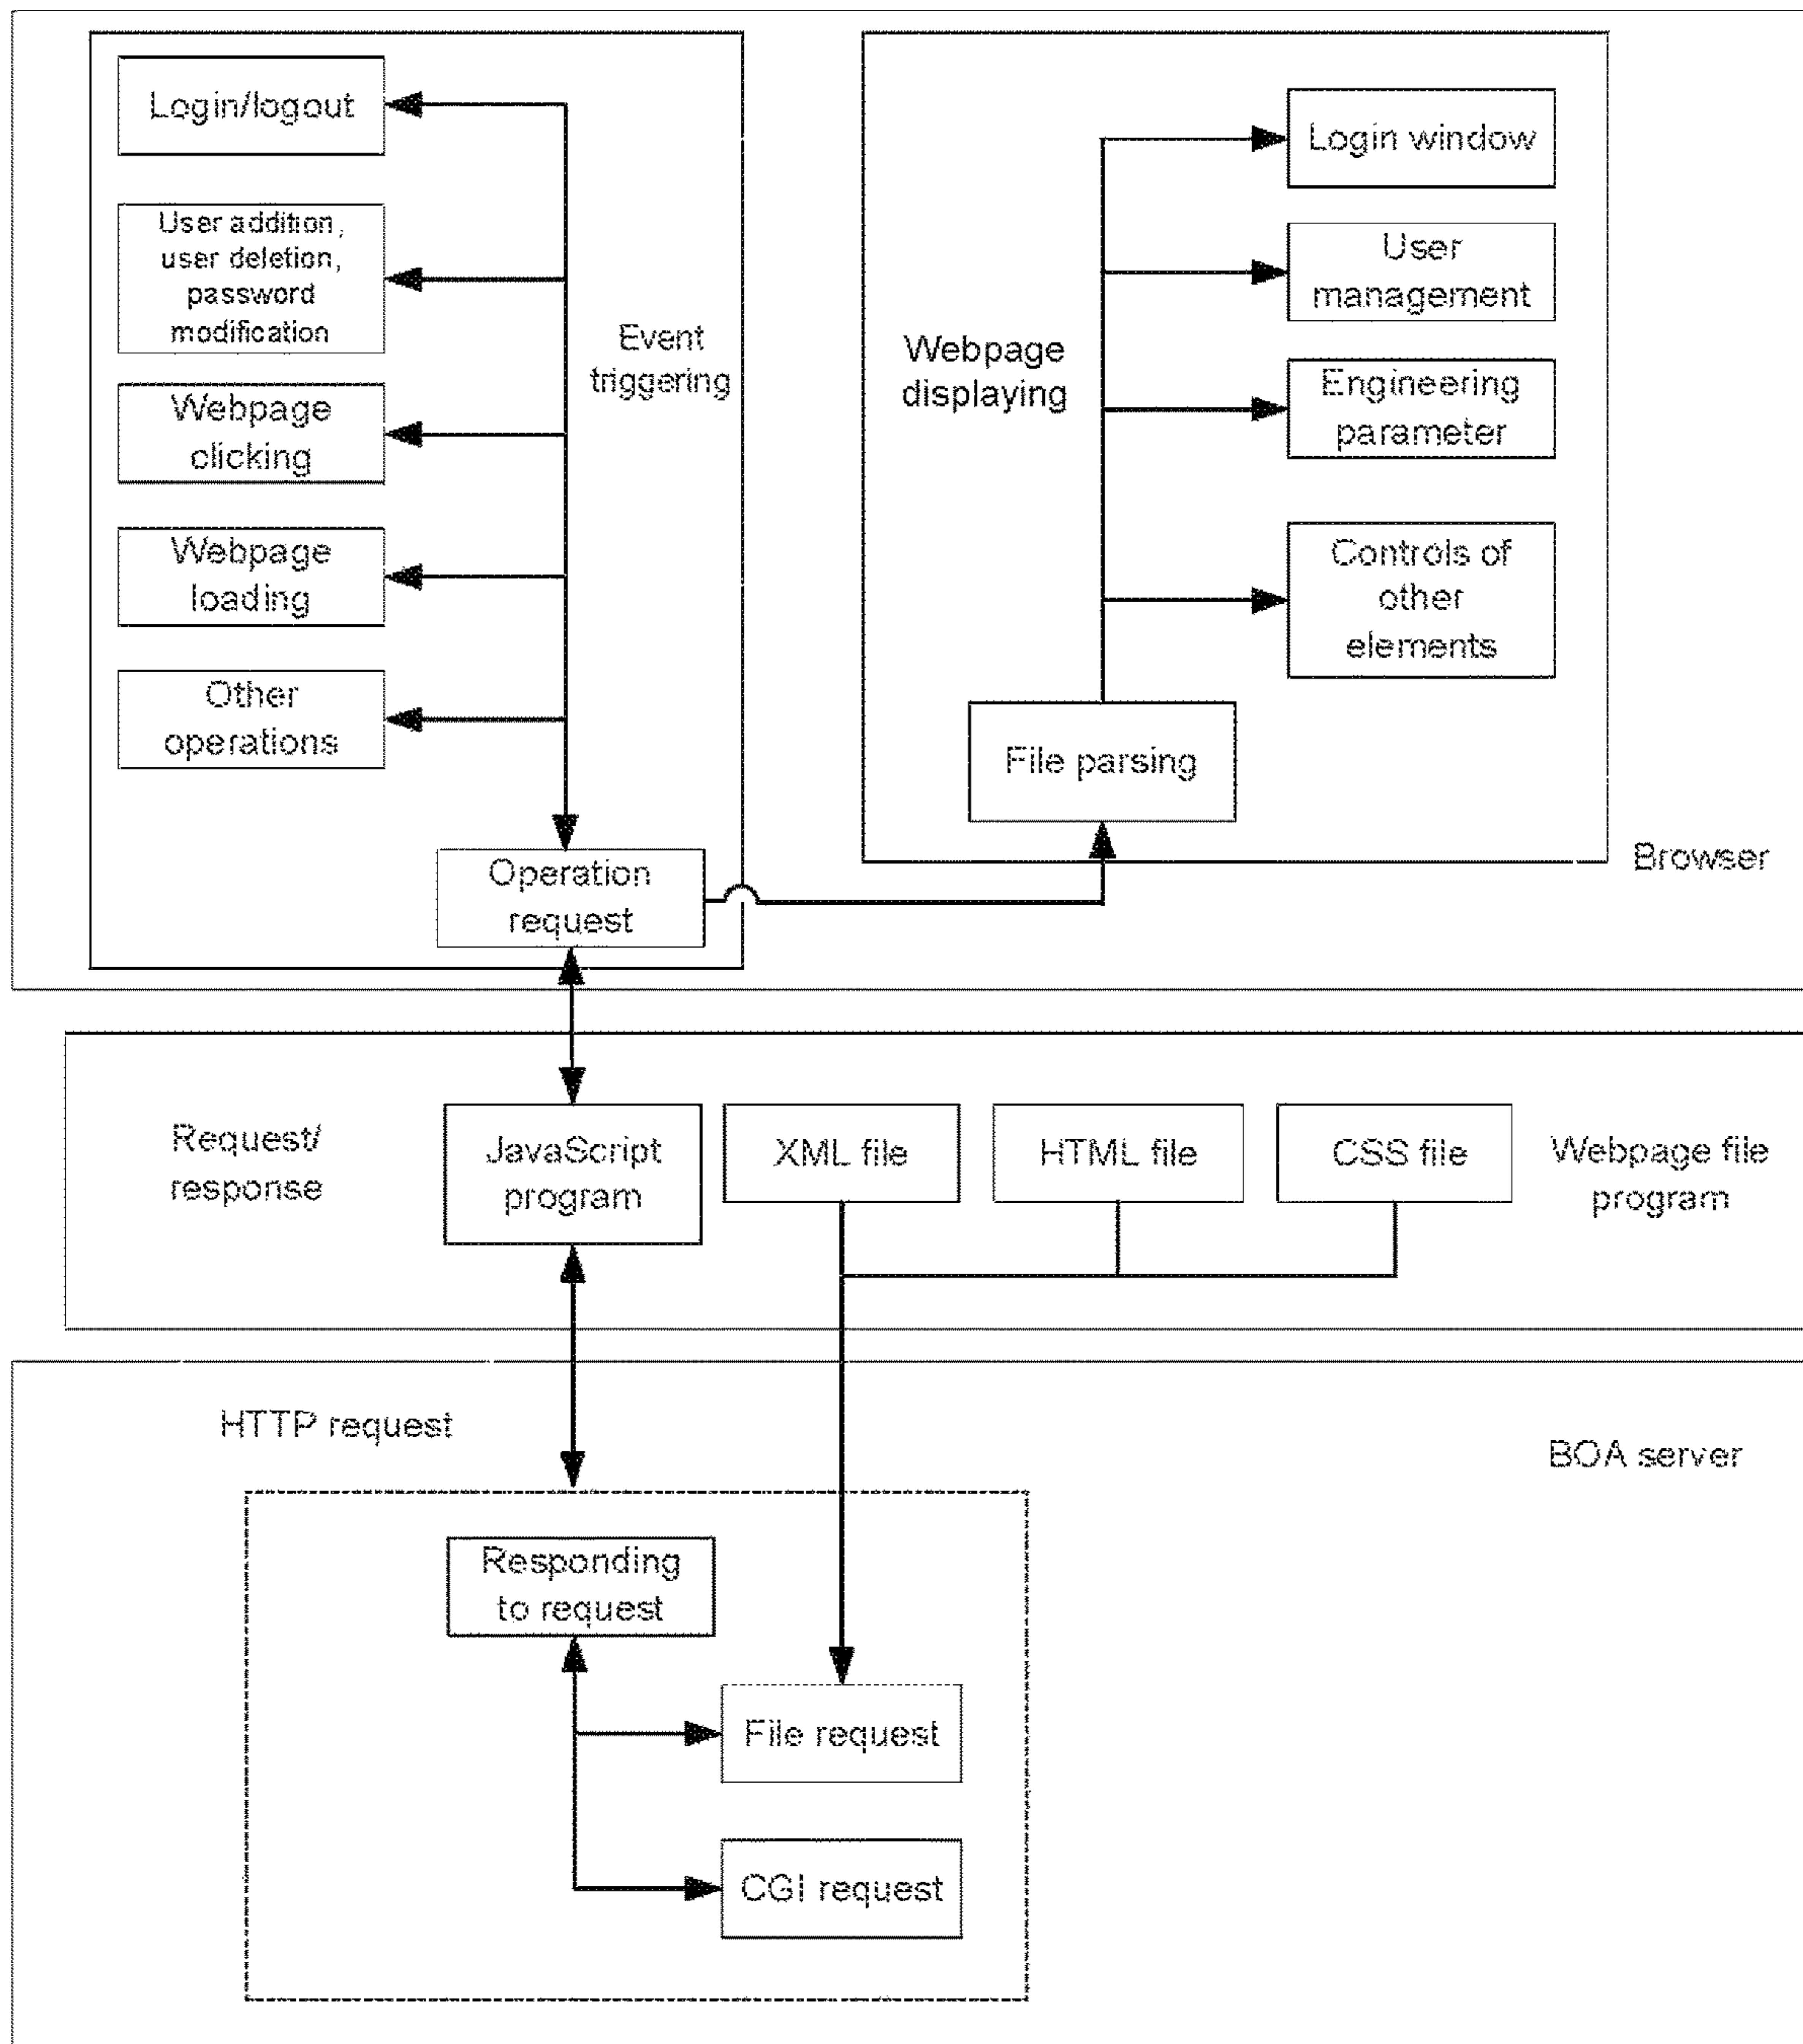 Login/logout
User addition,
user deletion,
password
modification
Webpage
clicking
Webpage
loading
Other
operations
Event
triggering
Operation
request
Webpage
displaying
Login window
User
management
Engineering
parameter
Controls of
other
elements
File parsing
Browser
Request/
response
JavaScript
program
XML file
HTML file
CSS file
Webpage file
program
HTTP request
BOA server
Responding
to request
File request
CGI request